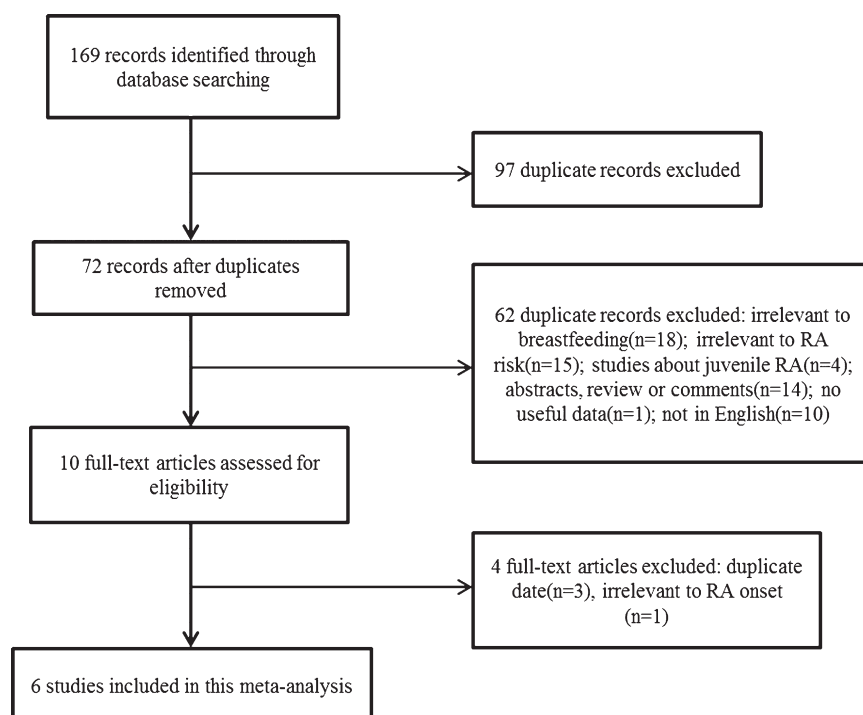 169 records identified through
database searching
97 duplicate records excluded
72 records after duplicates
removed
62 duplicate records excluded: irrelevant to
breastfeeding(n=18); irrelevant to RA
risk(n=15); studies about juvenile RA(n=4);
abstracts, review or comments(n=14); no
useful data(n=1); not in English(n=10)
10 full-text articles assessed for
eligibility
4 full-text articles excluded: duplicate
date(n=3), irrelevant to RA onset
(n=1)
6 studies included in this meta-analysis